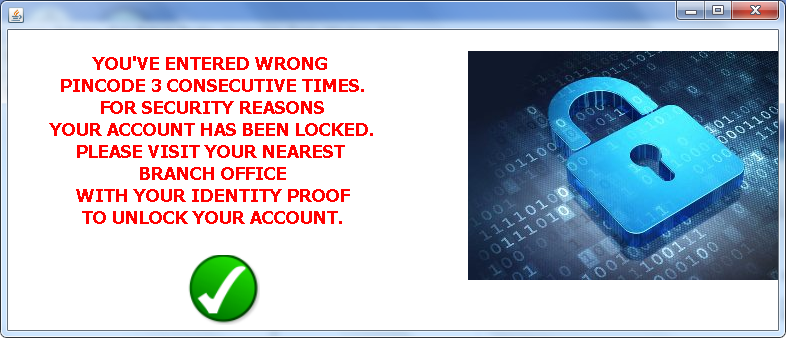 YOU'VE ENTERED WRONG
PINCODE 3 CONSECUTIVE TIMES.
FOR SECURITY REASONS
YOUR ACCOUNT HAS BEEN LOCKED.
PLEASE VISIT YOUR NEAREST
BRANCH OFFICE
WITH YOUR IDENTITY PROOF
TO UNLOCK YOUR ACCOUNT.